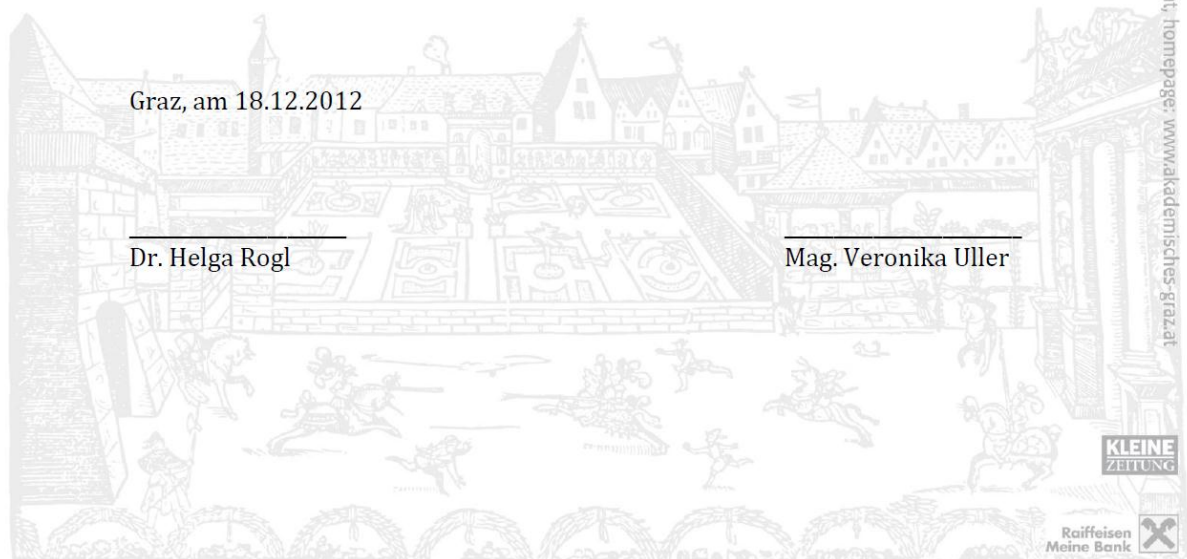 Graz, am 18.12.2012
Dr. Helga Rogl
Mag. Veronika Uller
homepage: www.akademisches-graz.at
KLEINE
ZEITUNG
Raiffeisen
Meine Bank